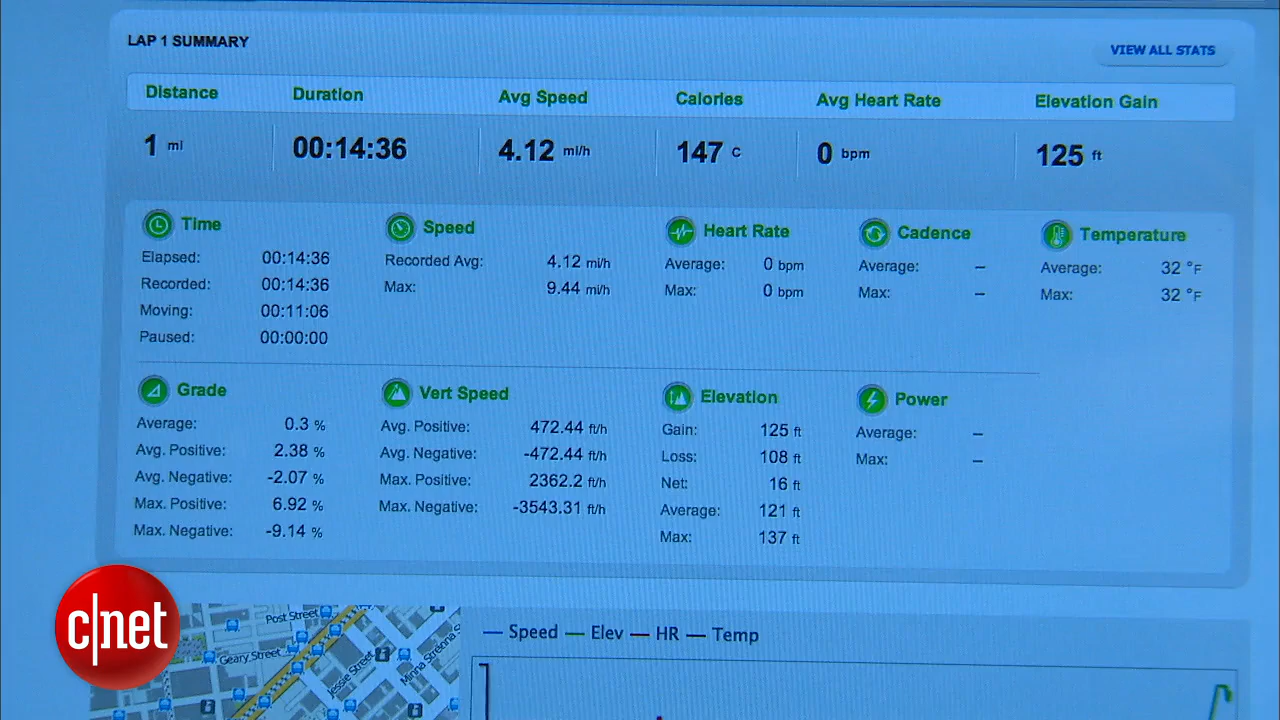 LAP 1 SUMMARY
VIEW ALL STATS
Distance Duration Avg Speed Calories Avg Heart Rate Elevation Gain
1 mi 00:14:36 4.12 mi/h 147 C 0 bpm 125 ft
Time Speed Heart Rate Cadence Temperature
Elapsed: 00:14:36 Recorded Avg: 4.12 mi/h Average: 0 bpm Average: – Average: 32 °F
Recorded: 00:14:36 Max: 9.44 mi/h Max: 0 bpm Max: – Max: 32 °F
Moving: 00:11:06
Paused: 00:00:00
Grade Vert Speed Elevation Power
Average: 0.3 % Avg. Positive: 472.44 ft/h Gain: 125 ft Average: –
Avg. Positive: 2.38 % Avg. Negative: -472.44 ft/h Loss: 108 ft Max: –
Avg. Negative: -2.07 % Max. Positive: 2362.2 ft/h Net: 16 ft
Max. Positive: 6.92 % Max. Negative: -3543.31 ft/h Average: 121 ft
Max. Negative: -9.14 % Max: 137 ft
c|net
Post Street
Geary Street
Jessie Street
Minna Street
Speed Elev HR Temp